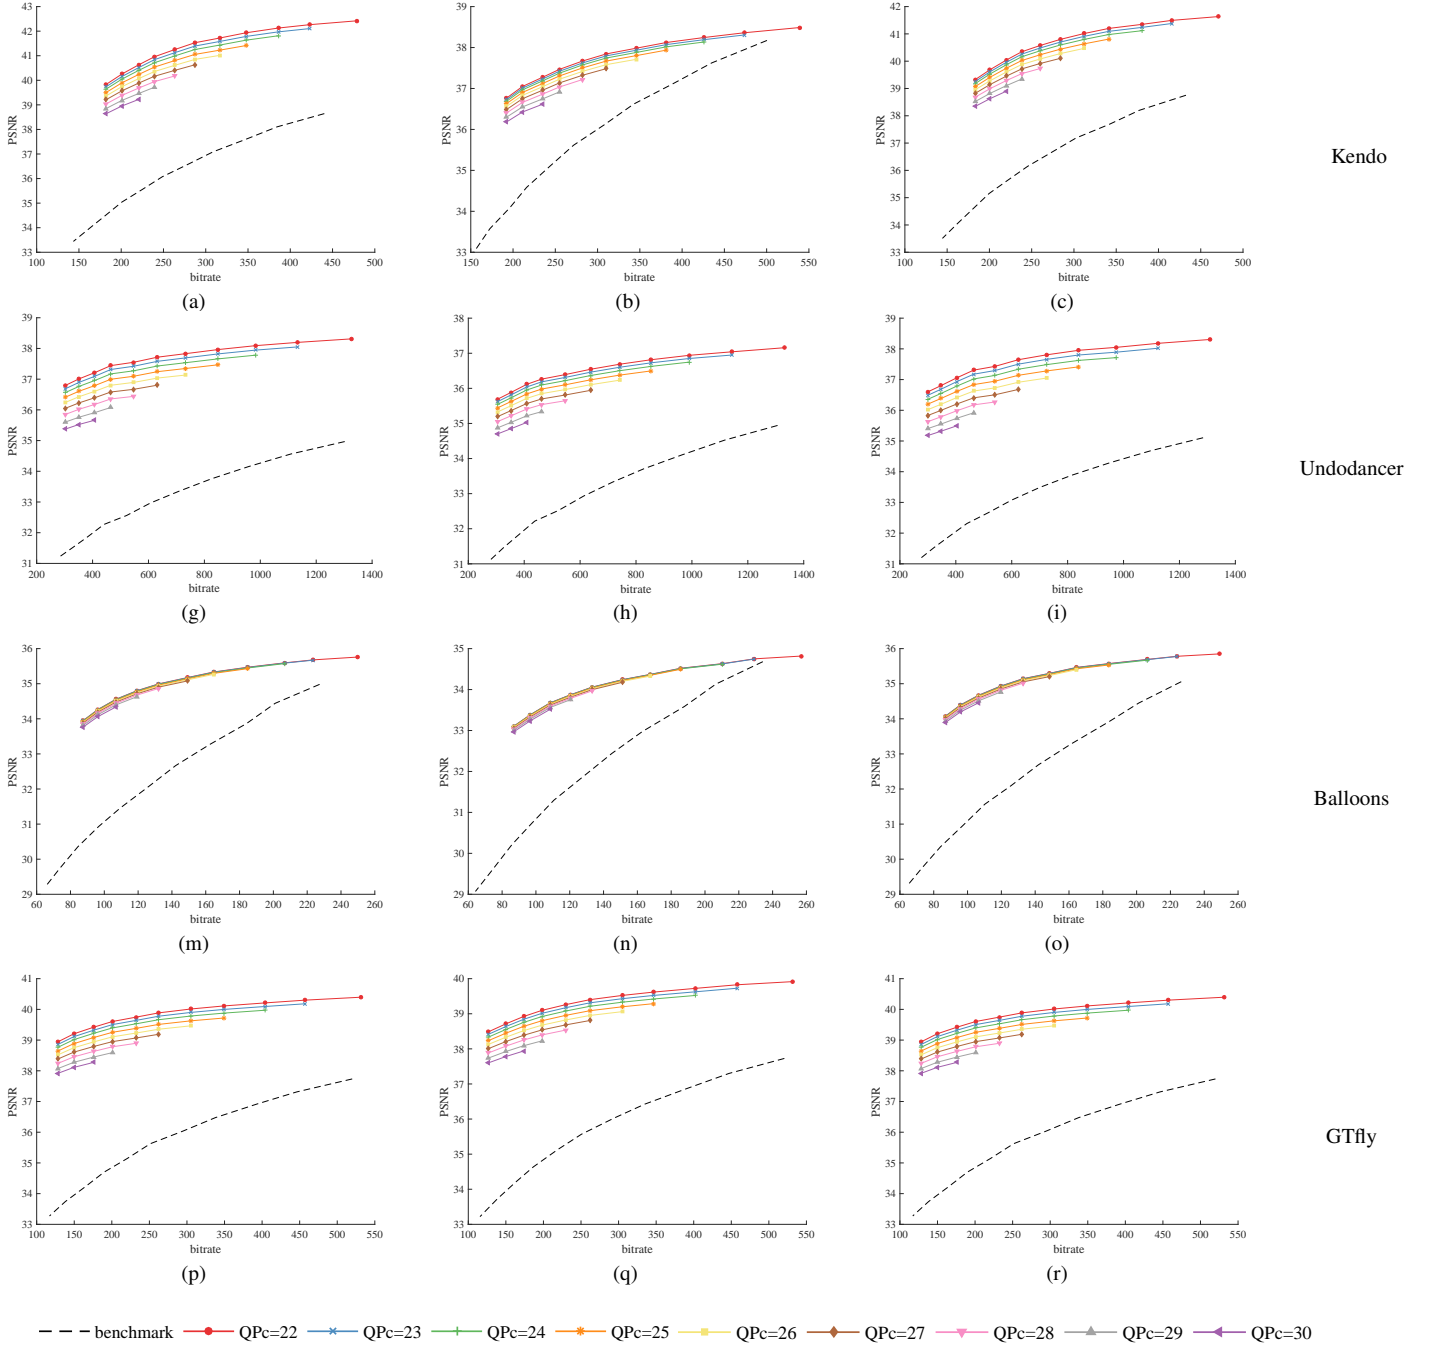 43
42
41
40
39
38
37
36
35
34
33
PSNR
100 150 200 250 300 350 400 450 500
bitrate
(a)
39
38
37
36
35
34
33
PSNR
150 200 250 300 350 400 450 500 550
bitrate
(b)
43
42
41
40
39
38
37
36
35
34
33
PSNR
100 150 200 250 300 350 400 450 500
bitrate
(c)
Kendo
39
38
37
36
35
34
33
32
31
PSNR
200 400 600 800 1000 1200 1400
bitrate
(g)
38
37
36
35
34
33
32
31
PSNR
200 400 600 800 1000 1200 1400
bitrate
(h)
39
38
37
36
35
34
33
32
31
PSNR
200 400 600 800 1000 1200 1400
bitrate
(i)
Undodancer
36
35
34
33
32
31
30
29
PSNR
60 80 100 120 140 160 180 200 220 240 260
bitrate
(m)
35
34
33
32
31
30
29
PSNR
60 80 100 120 140 160 180 200 220 240 260
bitrate
(n)
36
35
34
33
32
31
30
29
PSNR
60 80 100 120 140 160 180 200 220 240 260
bitrate
(o)
Balloons
41
40
39
38
37
36
35
34
33
PSNR
100 150 200 250 300 350 400 450 500 550
bitrate
(p)
40
39
38
37
36
35
34
33
PSNR
100 150 200 250 300 350 400 450 500 550
bitrate
(q)
41
40
39
38
37
36
35
34
33
PSNR
100 150 200 250 300 350 400 450 500 550
bitrate
(r)
GTfly
benchmark QPc=22 QPc=23 QPc=24 QPc=25 QPc=26 QPc=27 QPc=28 QPc=29 QPc=30